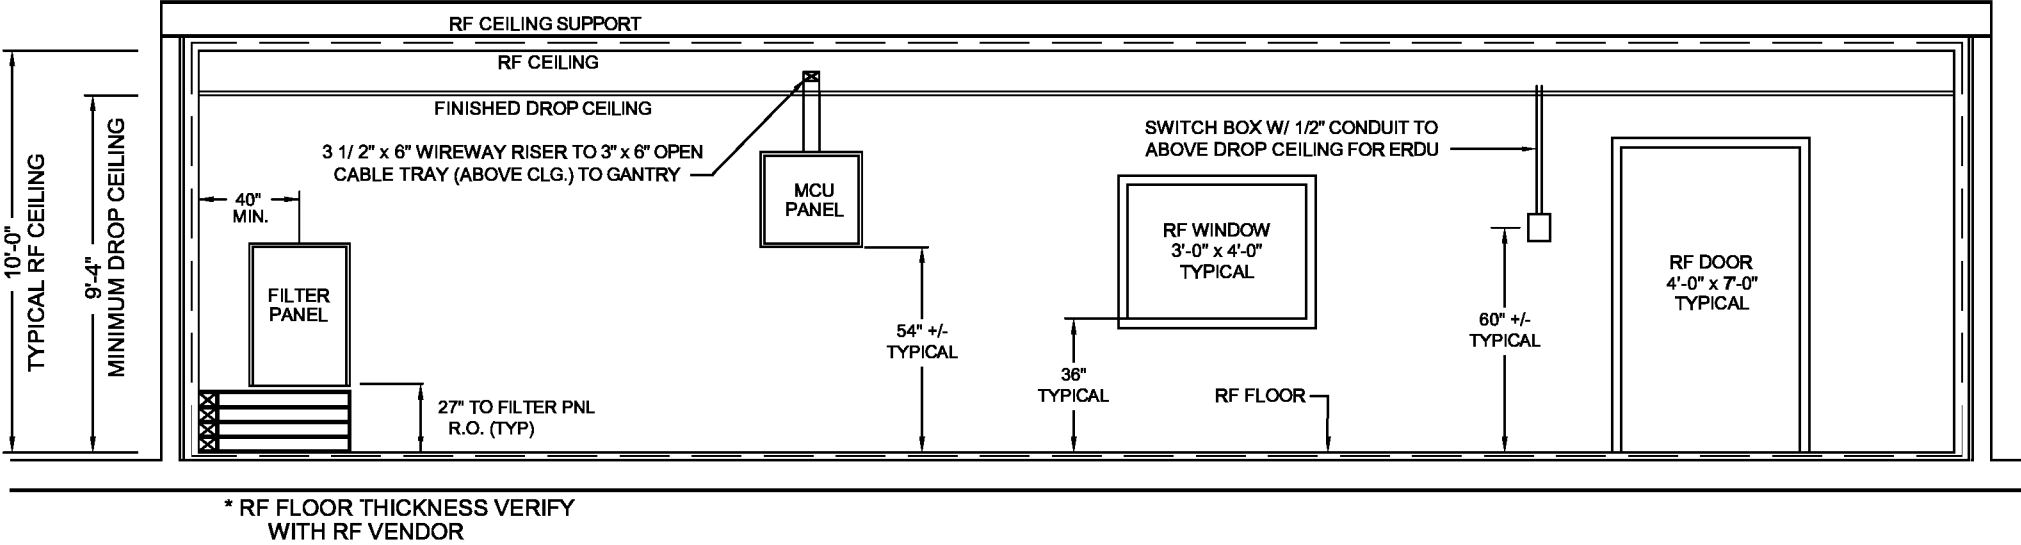 RF CEILING SUPPORT
RF CEILING
FINISHED DROP CEILING
10'-0"
TYPICAL RF CEILING
9'-4"
MINIMUM DROP CEILING
3 1/ 2" x 6" WIREWAY RISER TO 3" x 6" OPEN
CABLE TRAY (ABOVE CLG.) TO GANTRY
40"
MIN.
FILTER
PANEL
27" TO FILTER PNL
R.O. (TYP)
MCU
PANEL
54" +/-
TYPICAL
RF WINDOW
3'-0" x 4'-0"
TYPICAL
36"
TYPICAL
SWITCH BOX W/ 1/2" CONDUIT TO
ABOVE DROP CEILING FOR ERDU
60" +/-
TYPICAL
RF FLOOR
RF DOOR
4'-0" x 7'-0"
TYPICAL
* RF FLOOR THICKNESS VERIFY
WITH RF VENDOR